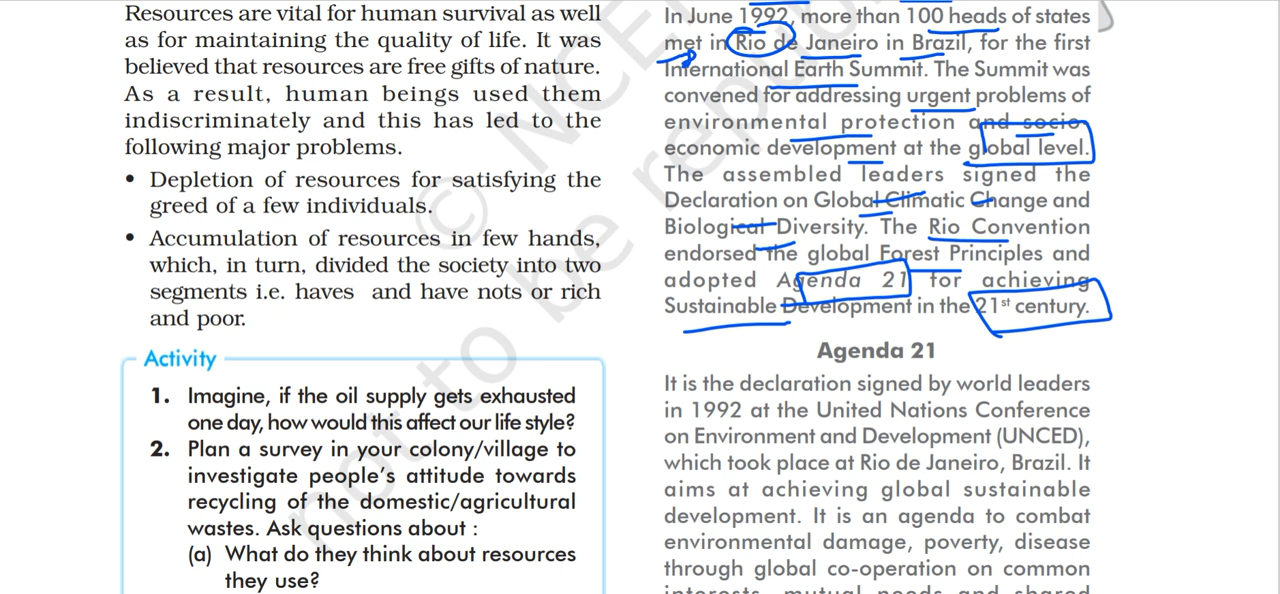 Resources are vital for human survival as well
as for maintaining the quality of life. It was
believed that resources are free gifts of nature.
As a result, human beings used them
indiscriminately and this has led to the
following major problems.
• Depletion of resources for satisfying the
greed of a few individuals.
• Accumulation of resources in few hands,
which, in turn, divided the society into two
segments i.e. haves and have nots or rich
and poor.
Activity
1. Imagine, if the oil supply gets exhausted
one day, how would this affect our life style?
2. Plan a survey in your colony/village to
investigate people's attitude towards
recycling of the domestic/agricultural
wastes. Ask questions about :
(a) What do they think about resources
they use?
In June 1992, more than 100 heads of states
met in Rio de Janeiro in Brazil, for the first
International Earth Summit. The Summit was
convened for addressing urgent problems of
environmental protection and socio
economic development at the global level.
The assembled leaders signed the
Declaration on Global Climatic Change and
Biological Diversity. The Rio Convention
endorsed the global Forest Principles and
adopted Agenda 21 for achieving
Sustainable Development in the 21st century.
Agenda 21
It is the declaration signed by world leaders
in 1992 at the United Nations Conference
on Environment and Development (UNCED),
which took place at Rio de Janeiro, Brazil. It
aims at achieving global sustainable
development. It is an agenda to combat
environmental damage, poverty, disease
through global co-operation on common
interests, mutual needs and shared
© NCE
not to be repu